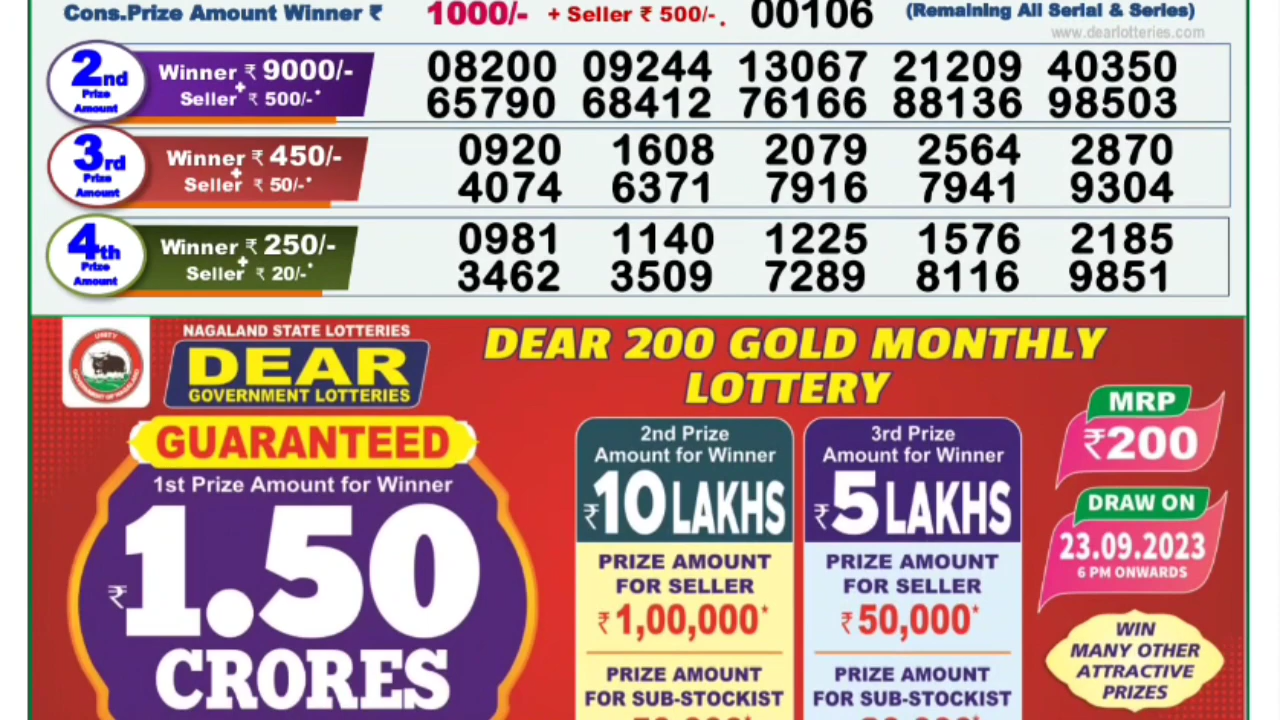 Cons.Prize Amount Winner ₹ 1000/- + Seller ₹ 500/-. 00106 (Remaining All Serial & Series)
www.dearlotteries.com
2nd Prize Amount
Winner ₹ 9000/-
+
Seller ₹ 500/-*
08200 09244 13067 21209 40350
65790 68412 76166 88136 98503
3rd Prize Amount
Winner ₹ 450/-
+
Seller ₹ 50/-*
0920 1608 2079 2564 2870
4074 6371 7916 7941 9304
4th Prize Amount
Winner ₹ 250/-
+
Seller ₹ 20/-*
0981 1140 1225 1576 2185
3462 3509 7289 8116 9851
NAGALAND STATE LOTTERIES
DEAR
GOVERNMENT LOTTERIES
DEAR 200 GOLD MONTHLY
LOTTERY
GUARANTEED
1st Prize Amount for Winner
₹1.50
CRORES
2nd Prize
Amount for Winner
₹10 LAKHS
PRIZE AMOUNT
FOR SELLER
₹1,00,000*
PRIZE AMOUNT
FOR SUB-STOCKIST
3rd Prize
Amount for Winner
₹5 LAKHS
PRIZE AMOUNT
FOR SELLER
₹50,000*
PRIZE AMOUNT
FOR SUB-STOCKIST
MRP
₹200
DRAW ON
23.09.2023
6 PM ONWARDS
WIN
MANY OTHER
ATTRACTIVE
PRIZES